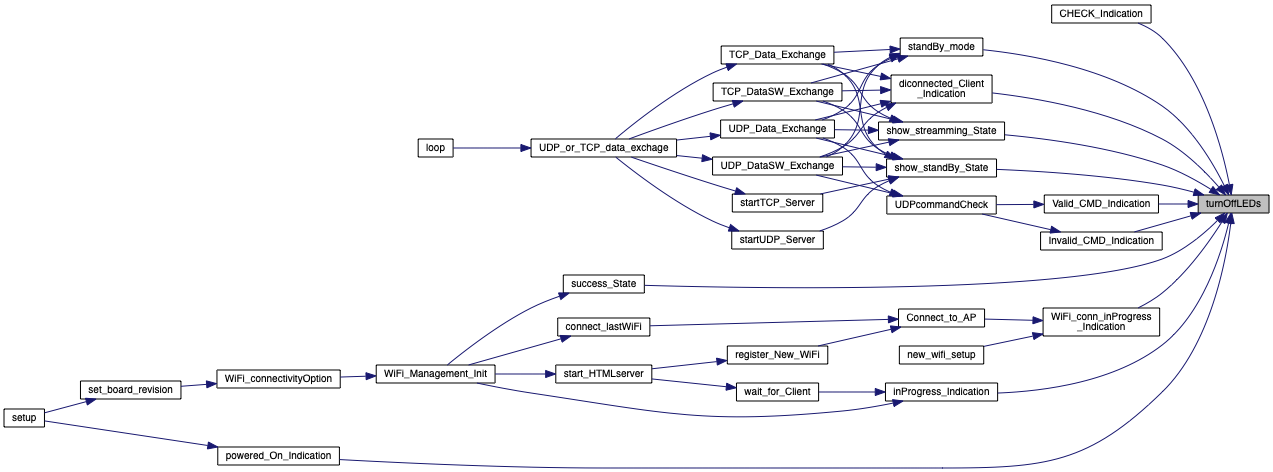 CHECK_Indication
standBy_mode
TCP_Data_Exchange
diconnected_Client
_Indication
TCP_DataSW_Exchange
UDP_Data_Exchange
show_streamming_State
loop
UDP_or_TCP_data_exchage
UDP_DataSW_Exchange
show_standBy_State
startTCP_Server
UDPcommandCheck
Valid_CMD_Indication
turnOffLEDs
startUDP_Server
Invalid_CMD_Indication
success_State
connect_lastWiFi
Connect_to_AP
WiFi_conn_inProgress
_Indication
register_New_WiFi
new_wifi_setup
WiFi_Management_Init
start_HTMLserver
WiFi_connectivityOption
set_board_revision
wait_for_Client
inProgress_Indication
setup
powered_On_Indication